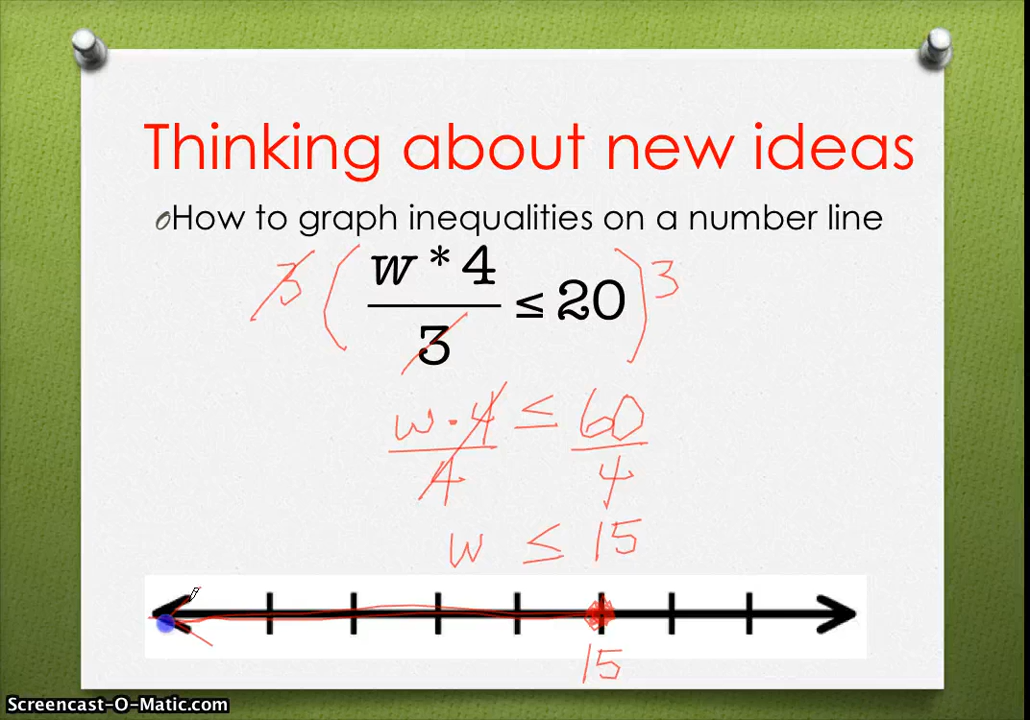 Thinking about new ideas
How to graph inequalities on a number line
3 ( w * 4 / 3 ≤ 20 ) 3
w · 4 / 4 ≤ 60 / 4
w ≤ 15
15
Screencast-O-Matic.com